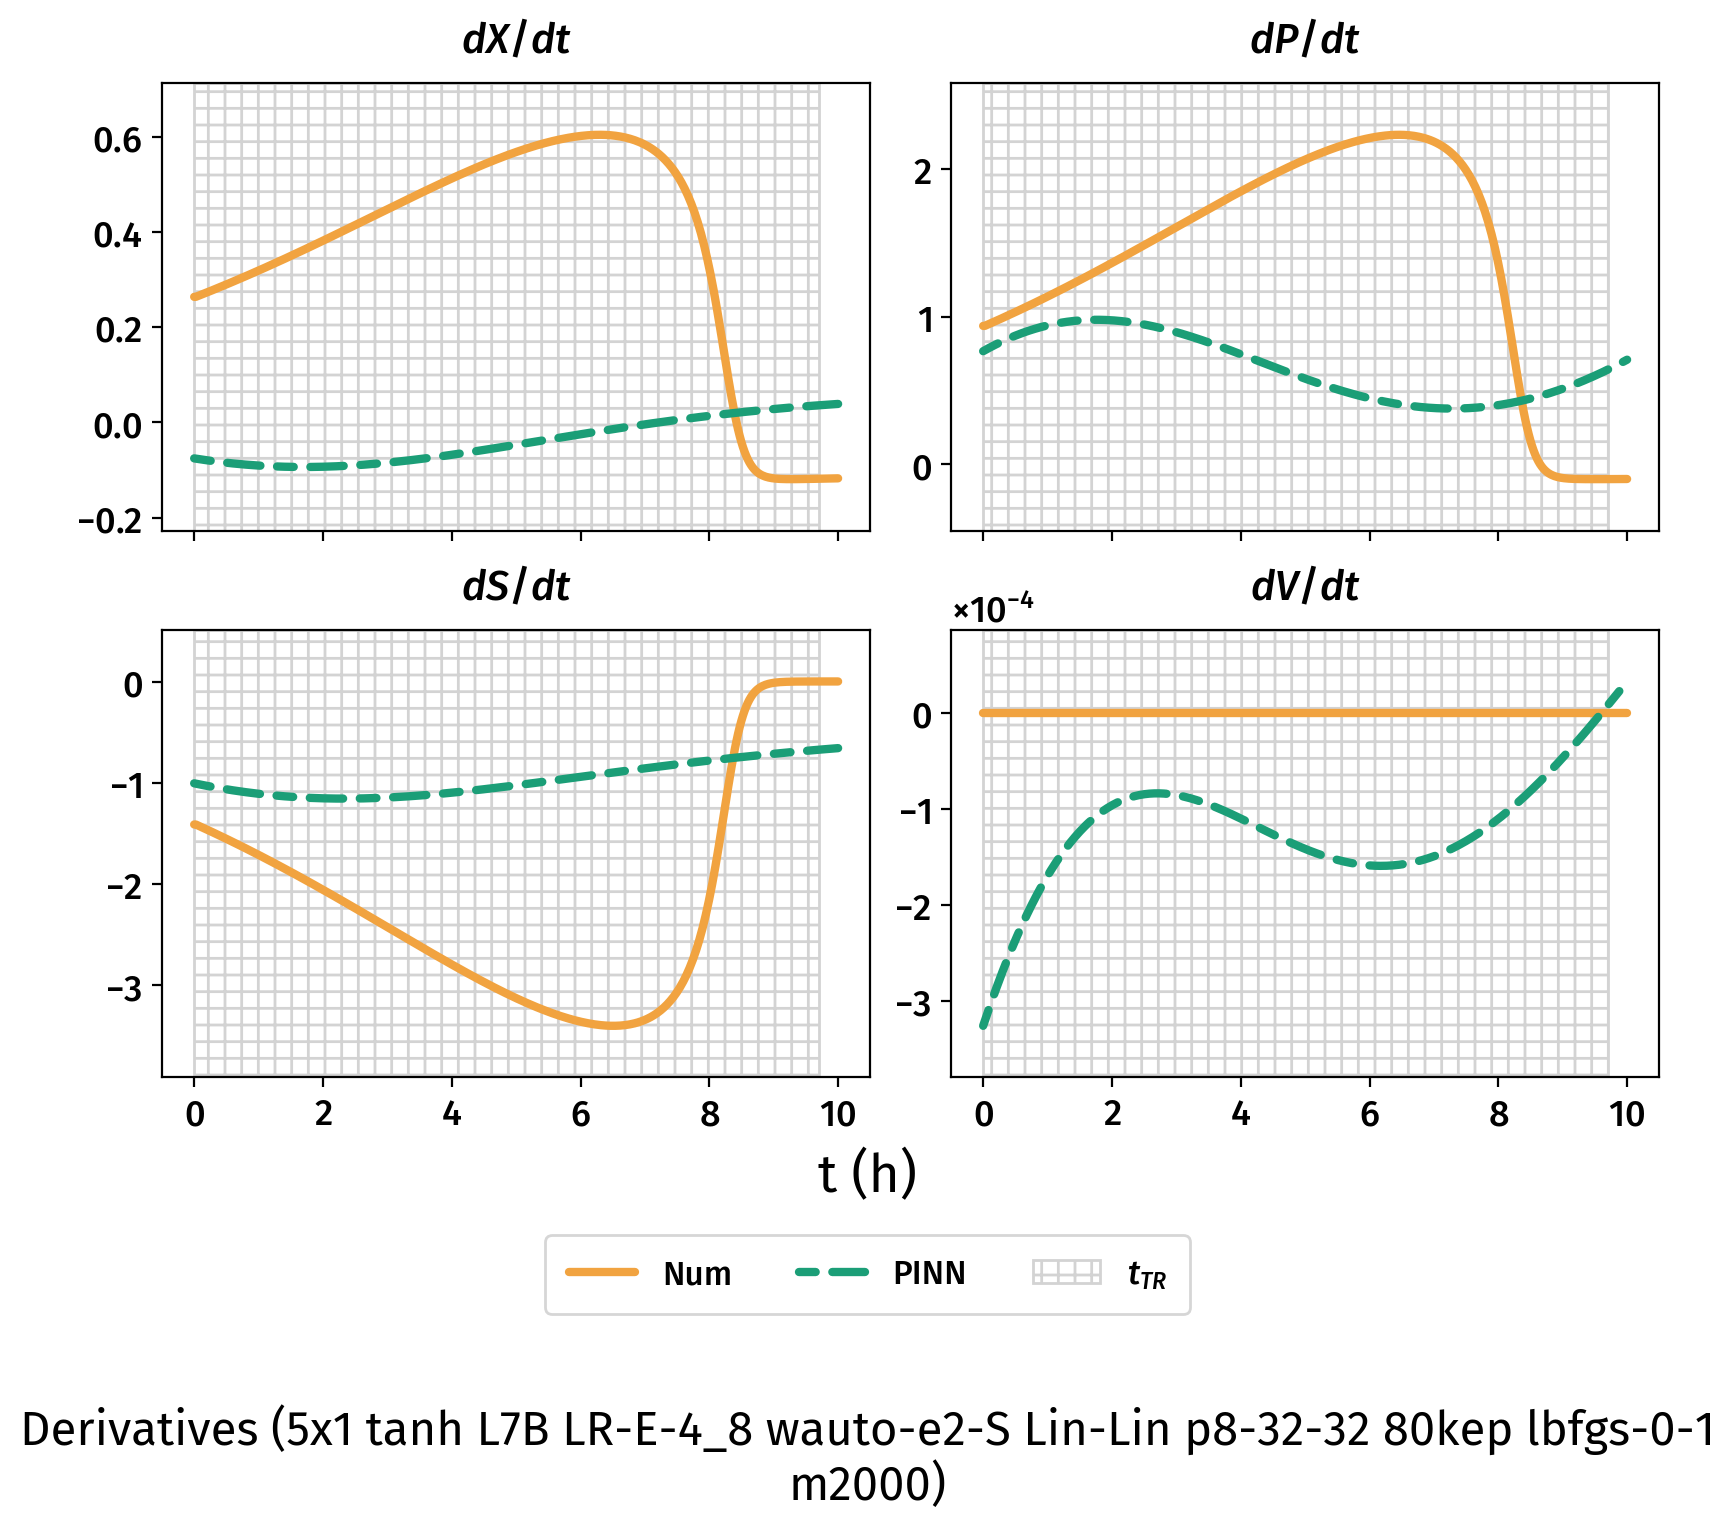 dX/dt
dP/dt
0.6
0.4
0.2
0.0
−0.2
2
1
0
dS/dt
dV/dt
×10⁻⁴
0
−1
−2
−3
0
−1
−2
−3
0 2 4 6 8 10
0 2 4 6 8 10
t (h)
Num PINN t_TR
Derivatives (5x1 tanh L7B LR-E-4_8 wauto-e2-S Lin-Lin p8-32-32 80kep lbfgs-0-1
m2000)